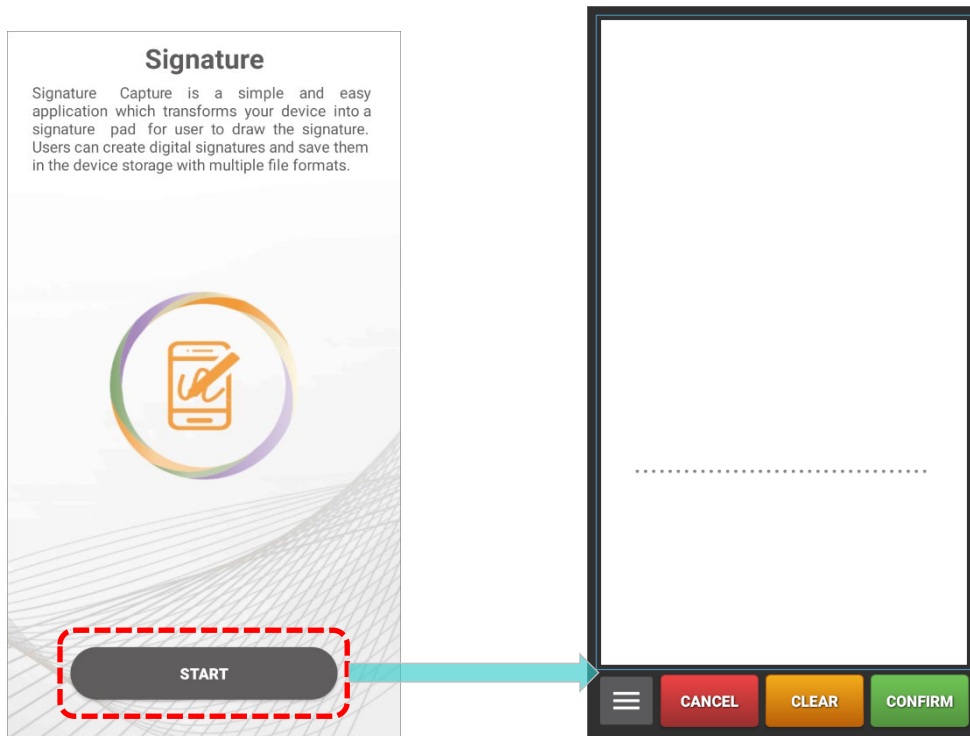 Signature
Signature Capture is a simple and easy
application which transforms your device into a
signature pad for user to draw the signature.
Users can create digital signatures and save them
in the device storage with multiple file formats.
START
CANCEL
CLEAR
CONFIRM